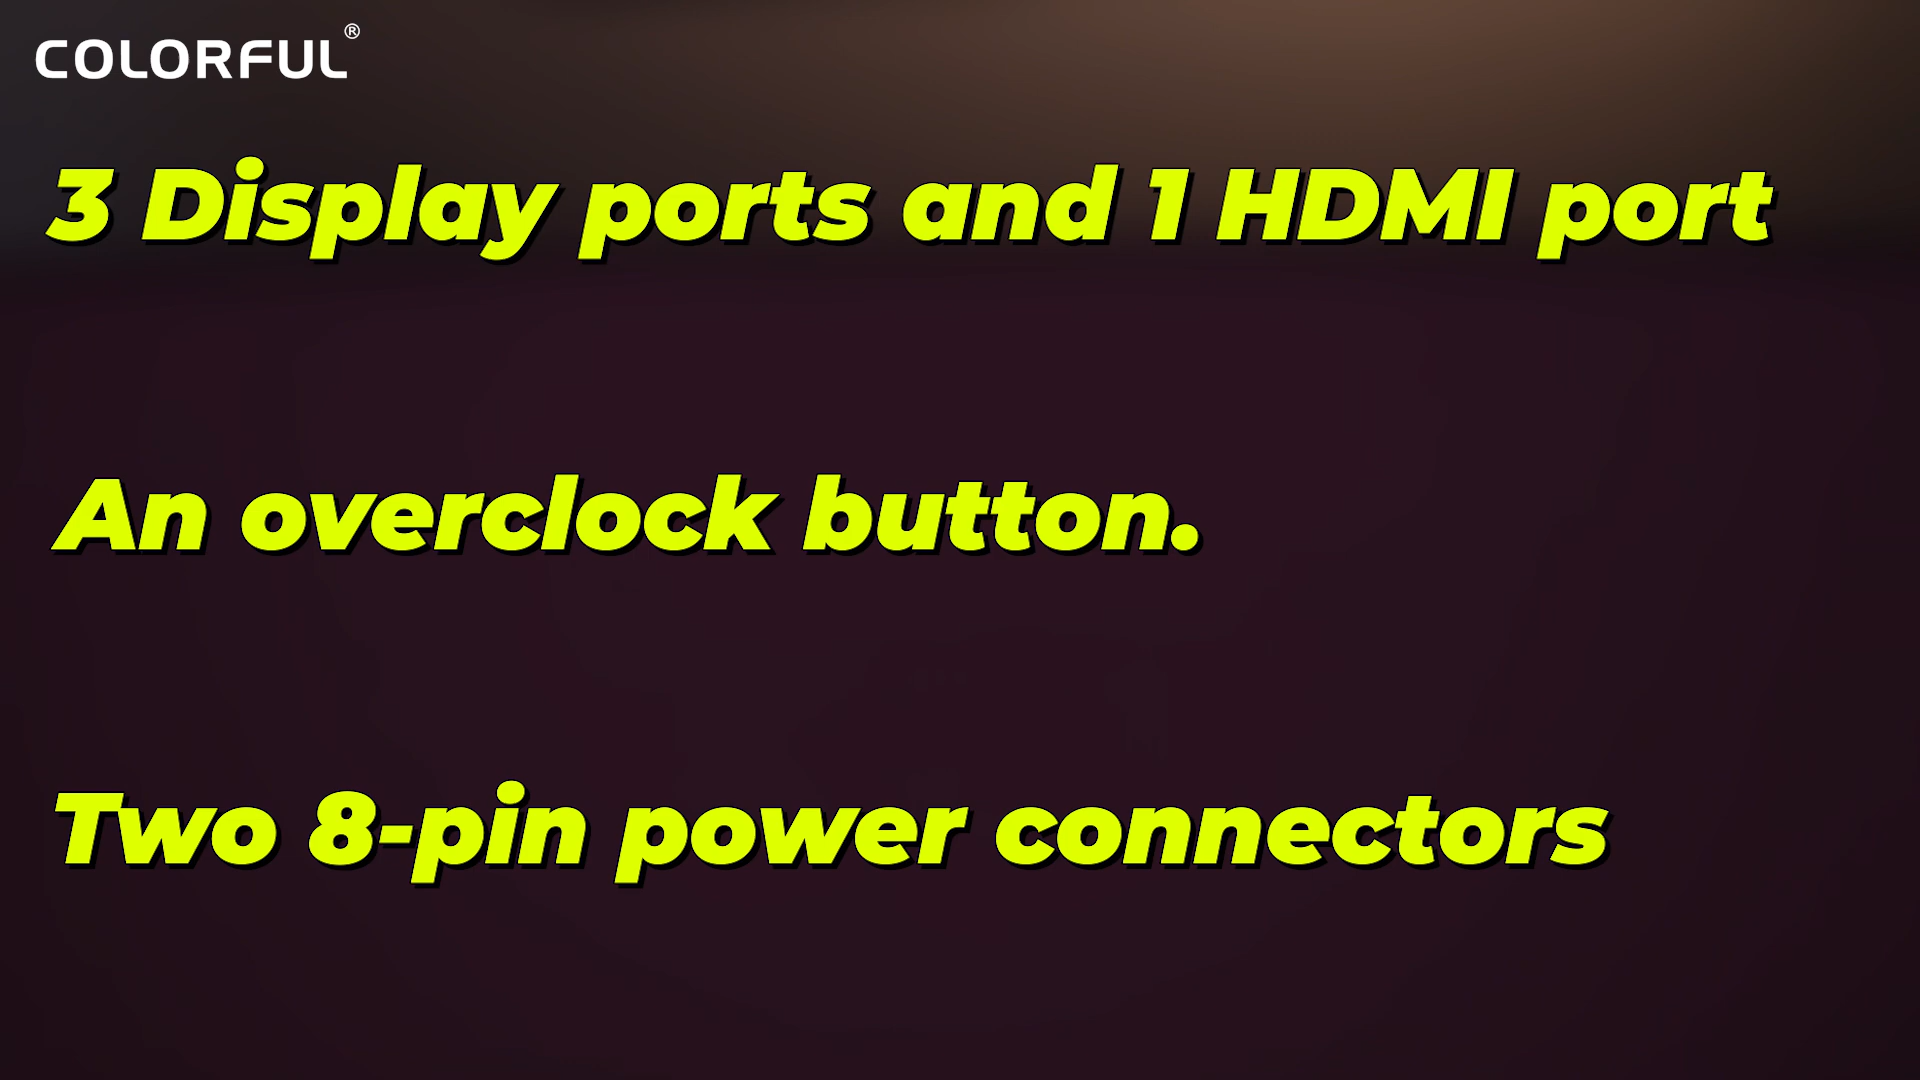 COLORFUL®
3 Display ports and 1 HDMI port
An overclock button.
Two 8-pin power connectors